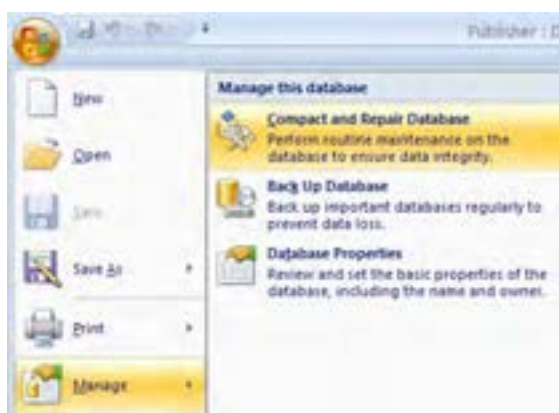 Publisher : D
New
Open
Save
Save As
Print
Manage
Manage this database
Compact and Repair Database
Perform routine maintenance on the
database to ensure data integrity.
Back Up Database
Back up important databases regularly to
prevent data loss.
Database Properties
Review and set the basic properties of the
database, including the name and owner.